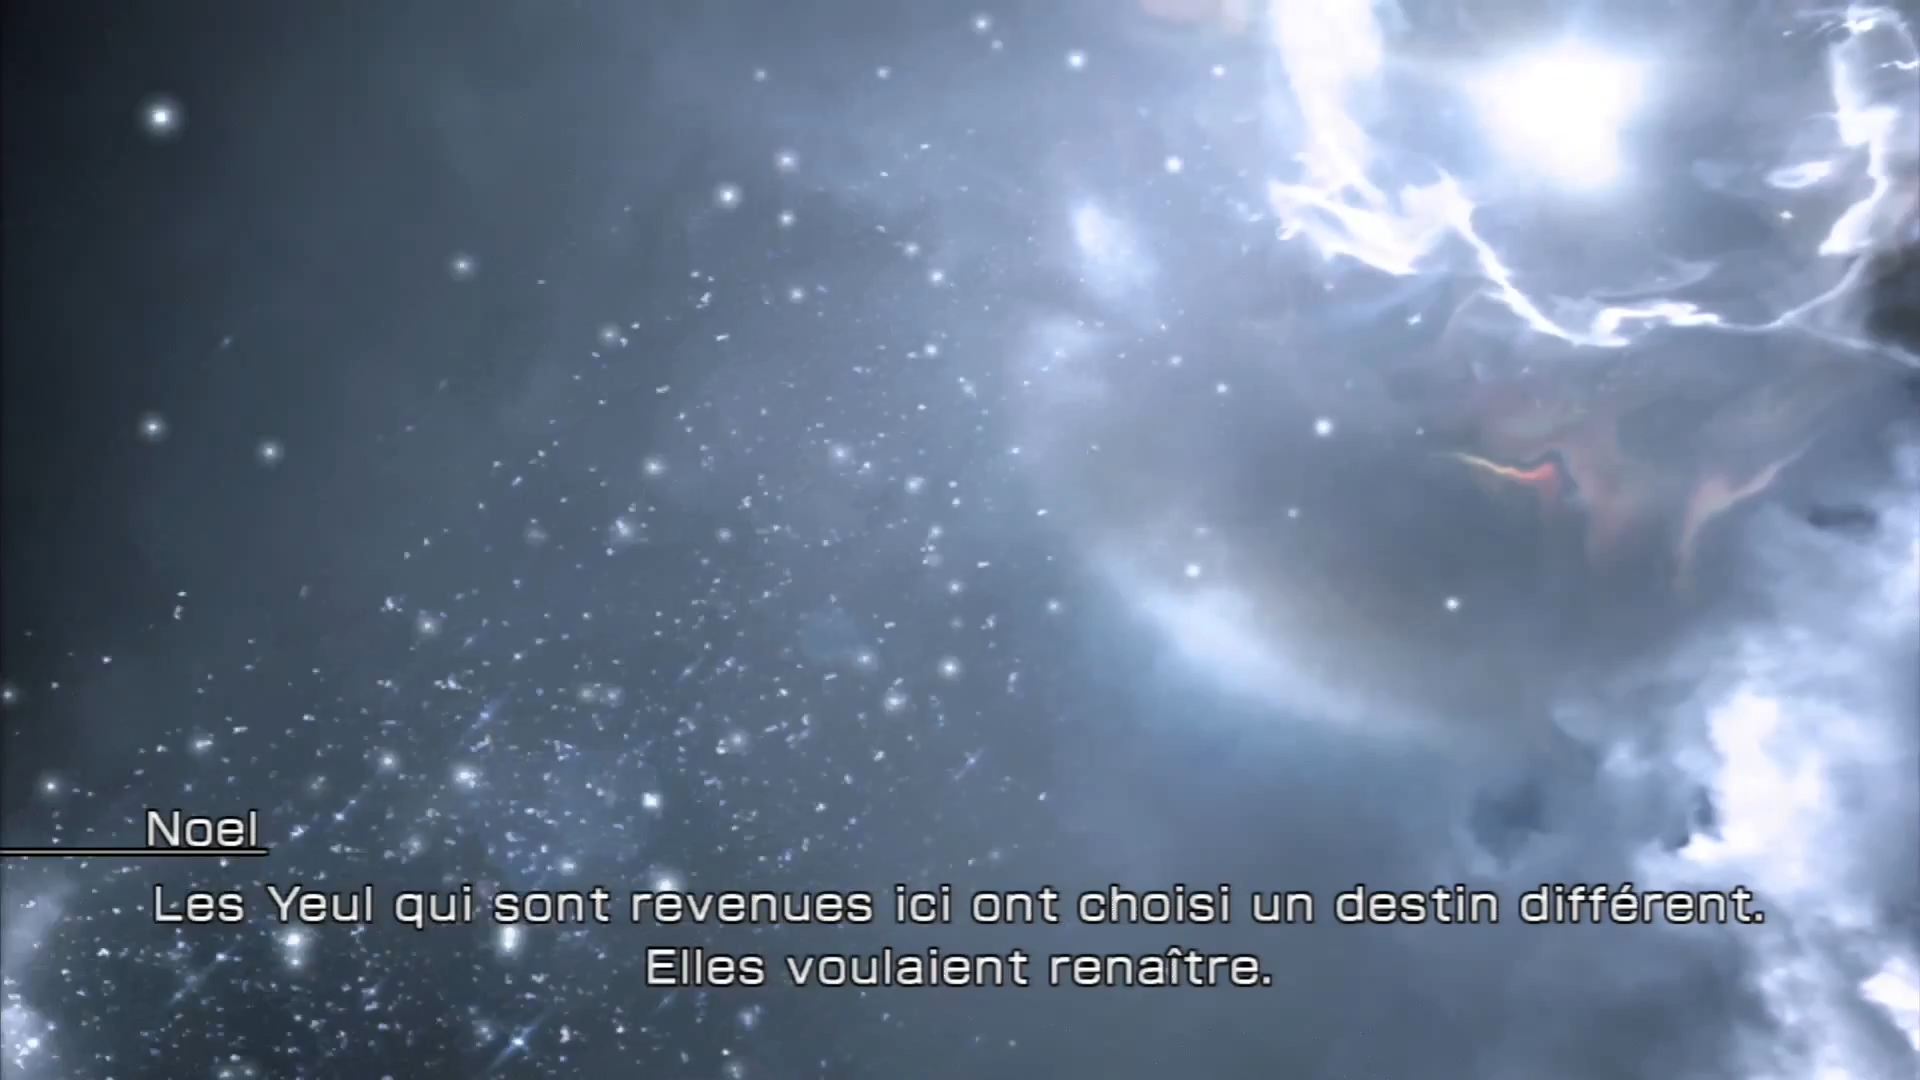 Noel
Les Yeul qui sont revenues ici ont choisi un destin différent.
Elles voulaient renaître.